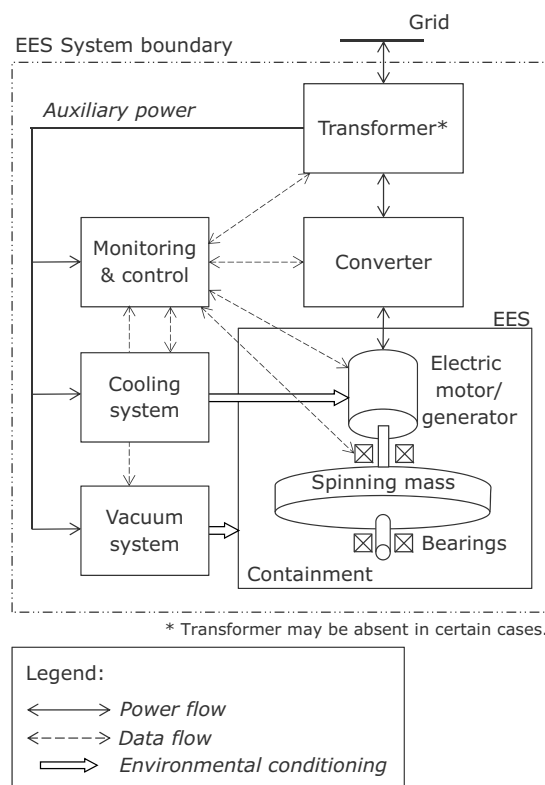 Grid
EES System boundary
Auxiliary power
Transformer*
Monitoring
& control
Converter
EES
Electric
motor/
generator
Cooling
system
Spinning mass
Vacuum
system
Bearings
Containment
* Transformer may be absent in certain cases.
Legend:
Power flow
Data flow
Environmental conditioning